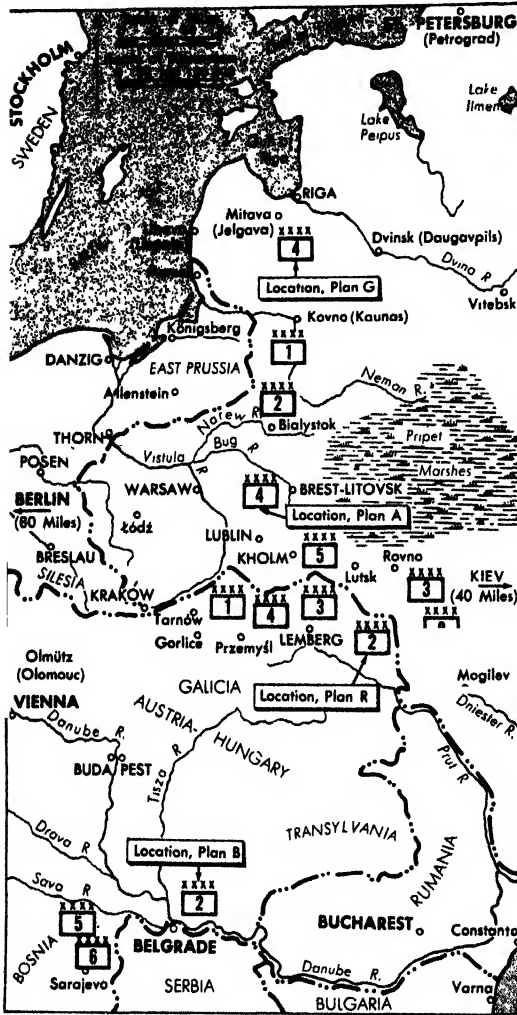 PETERSBURG
(Petrograd)
STOCKHOLM
SWEDEN
Lake
Peipus
Lake
Ilmen
RIGA
Mitava
(Jelgava)
XXXX
4
Dvinsk (Daugavpils)
Dvina R
Location, Plan G
Vitebsk
Kovno (Kaunas)
Königsberg
XXXX
1
DANZIG
EAST PRUSSIA
Allenstein
XXXX
2
Neman R.
Narew R
Bialystok
THORN
Bug R
Pripet
Marshes
Vistula R
POSEN
WARSAW
XXXX
4
BREST-LITOVSK
BERLIN
(80 Miles)
Location, Plan A
Łódź
LUBLIN
XXXX
5
KHOLM
Rovno
BRESLAU
Lutsk
XXXX
3
KIEV
(40 Miles)
SILESIA
KRAKÓW
XXXX
1
XXXX
4
XXXX
3
Tarnów
Gorlice
Przemyśl
LEMBERG
XXXX
2
Olmütz
(Olomouc)
GALICIA
Location, Plan R
Mogilev
Dniester R.
VIENNA
Danube R.
AUSTRIA-
HUNGARY
BUDAPEST
Tisza R
Prut R
TRANSYLVANIA
RUMANIA
Drava R
Location, Plan B
XXXX
2
Sava R
XXXX
5
XXXX
6
BOSNIA
BELGRADE
BUCHAREST
Constanta
Sarajevo
SERBIA
Danube R.
BULGARIA
Varna